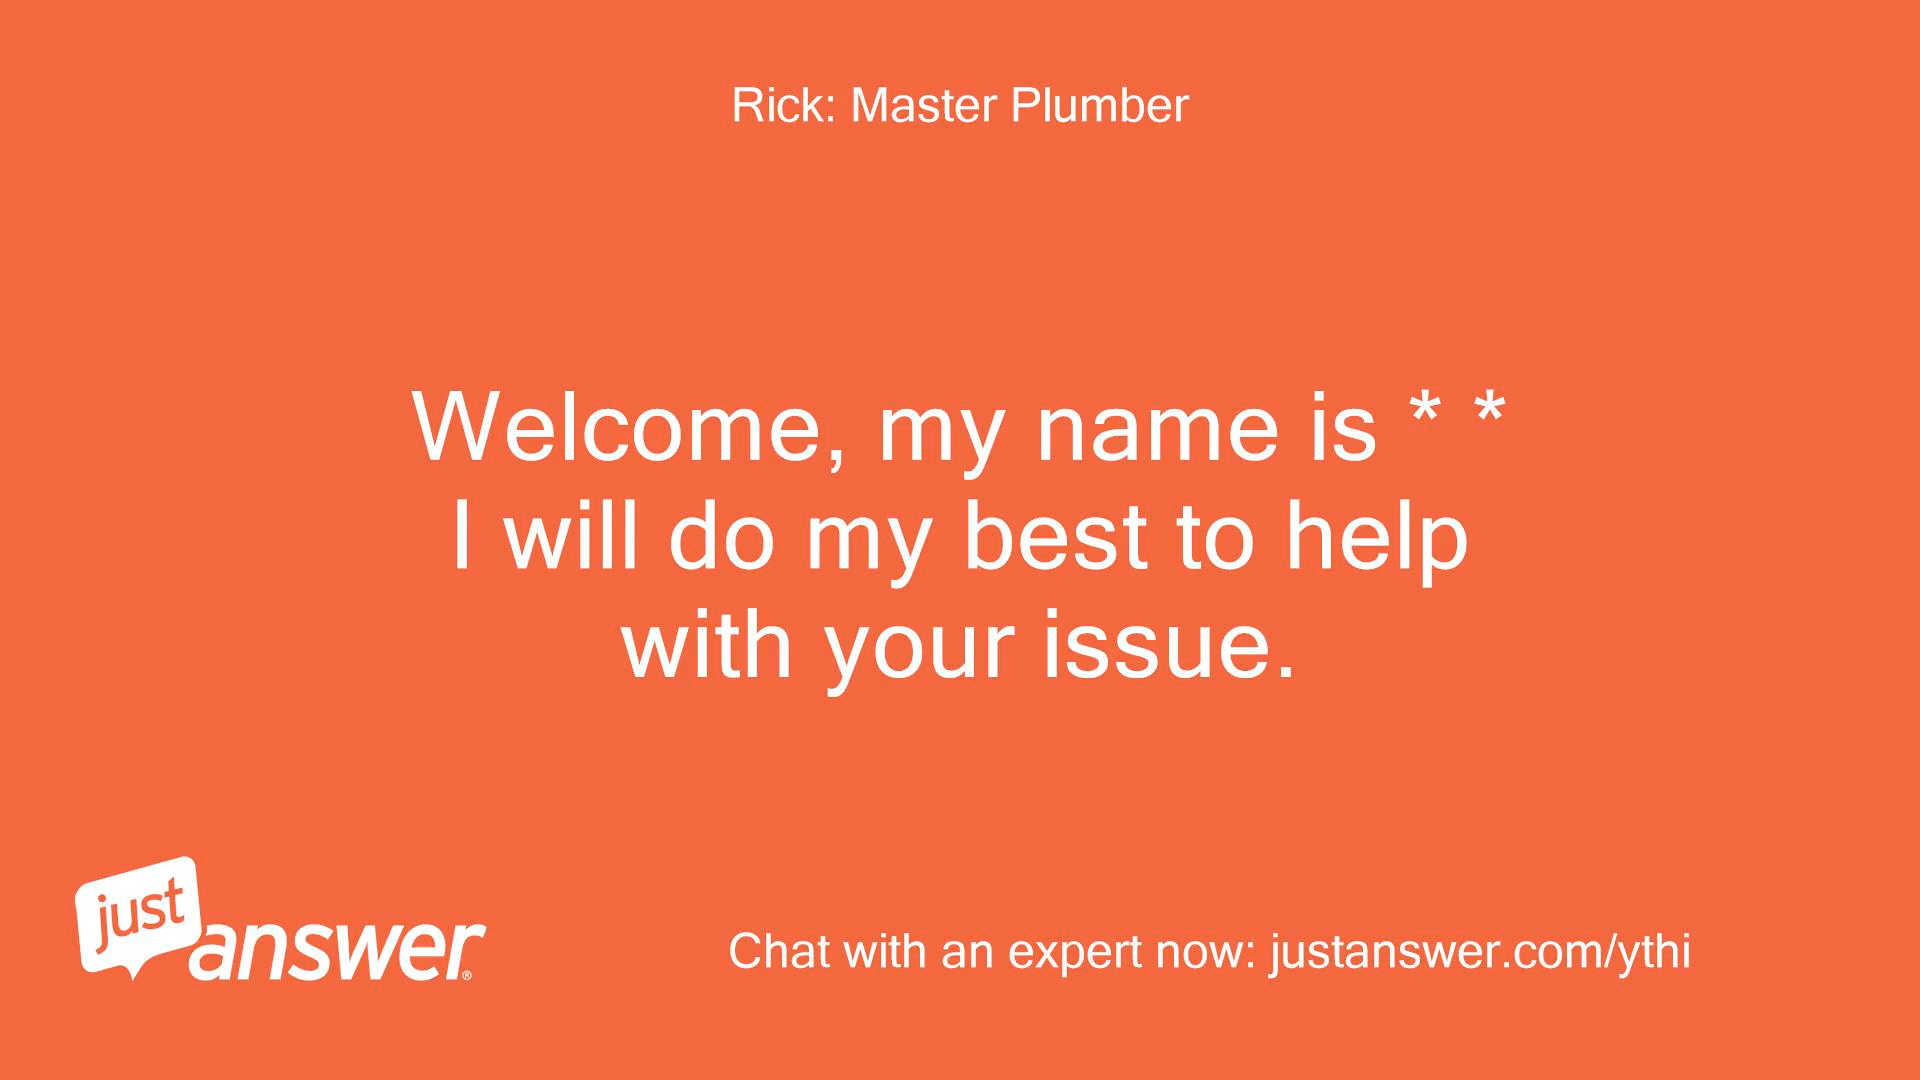 Rick: Master Plumber
Welcome, my name is * *
I will do my best to help
with your issue.
just
answer®
Chat with an expert now: justanswer.com/ythi